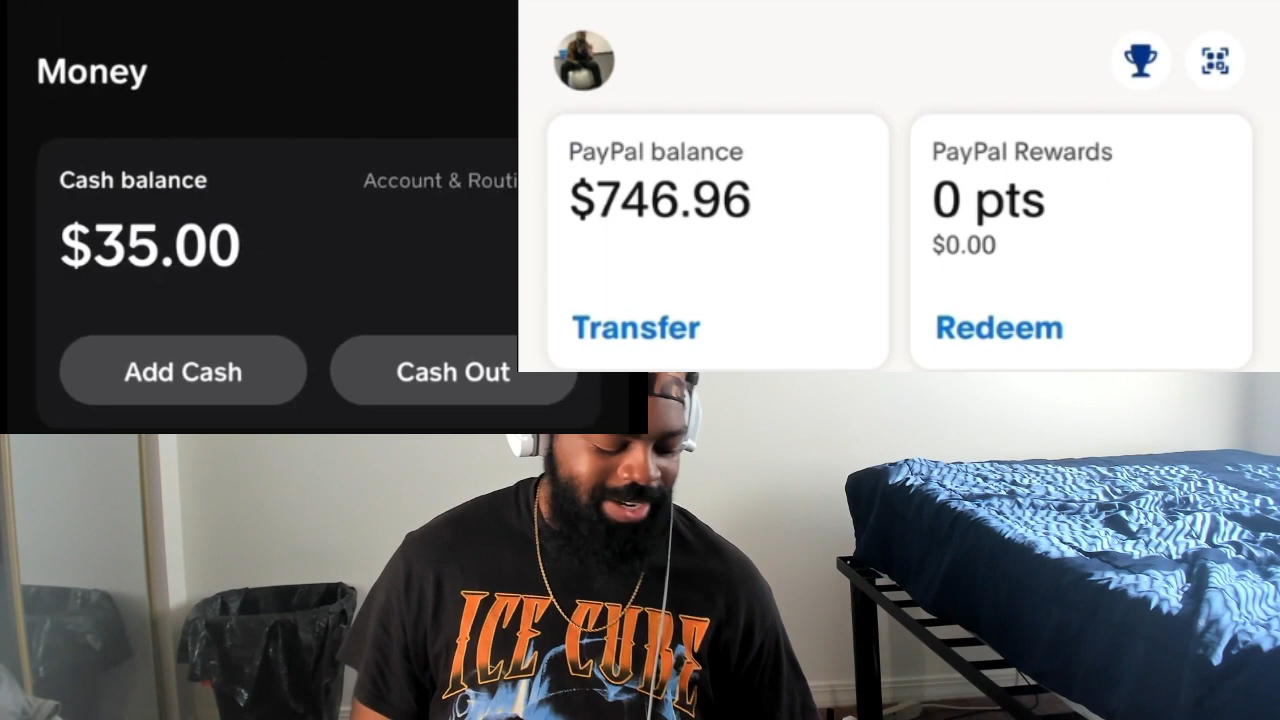 Money
Cash balance
Account & Routi
$35.00
Add Cash
Cash Out
PayPal balance
$746.96
Transfer
PayPal Rewards
0 pts
$0.00
Redeem
ICE CUBE